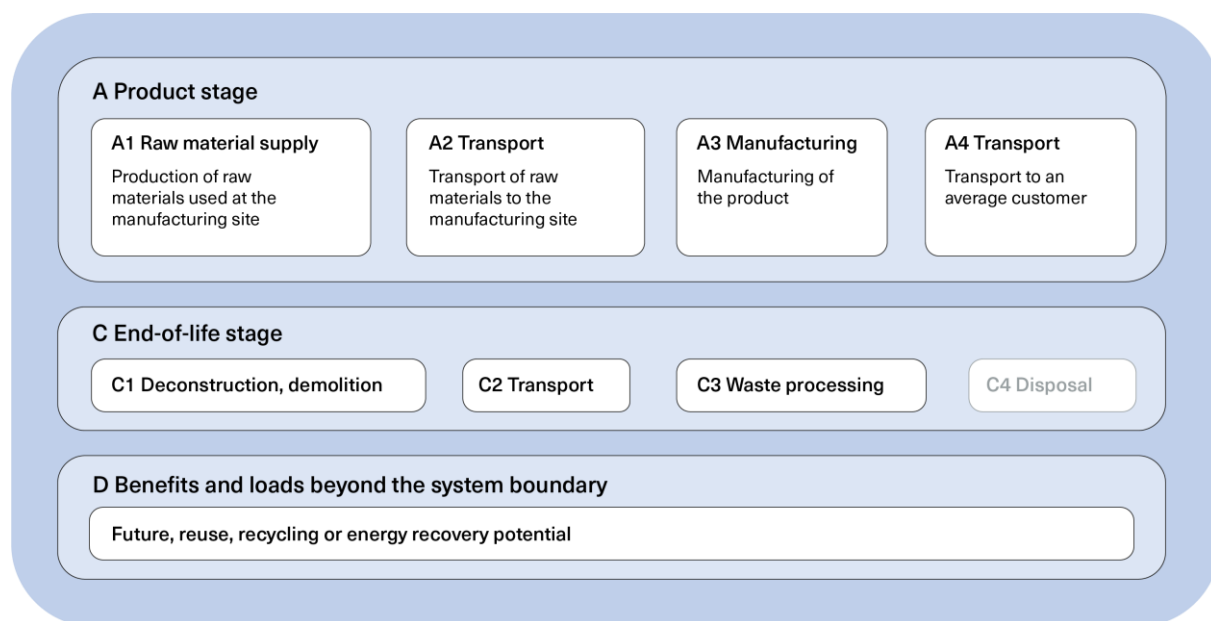 A Product stage
A1 Raw material supply
Production of raw
materials used at the
manufacturing site
A2 Transport
Transport of raw
materials to the
manufacturing site
A3 Manufacturing
Manufacturing of
the product
A4 Transport
Transport to an
average customer
C End-of-life stage
C1 Deconstruction, demolition
C2 Transport
C3 Waste processing
C4 Disposal
D Benefits and loads beyond the system boundary
Future, reuse, recycling or energy recovery potential